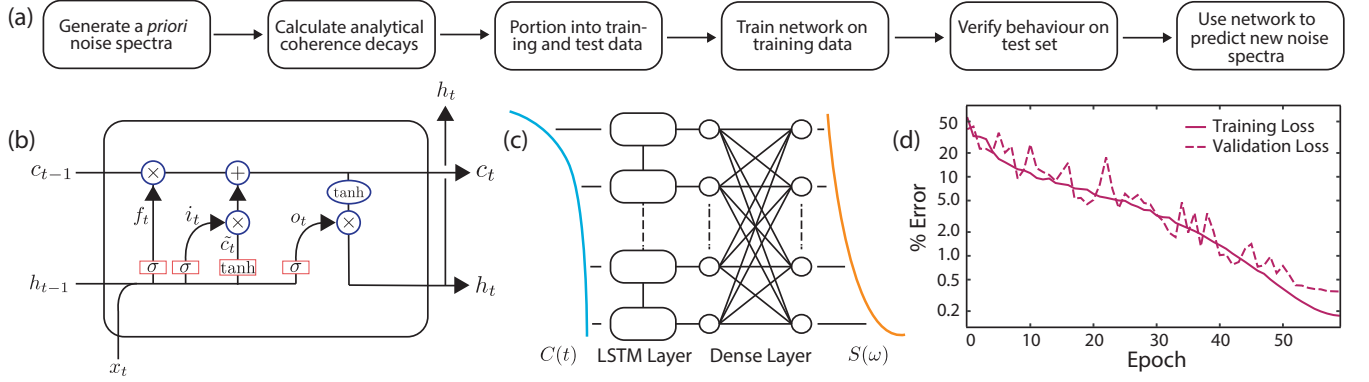 (a)
Generate a priori
noise spectra
Calculate analytical
coherence decays
Portion into train-
ing and test data
Train network on
training data
Verify behaviour on
test set
Use network to
predict new noise
spectra
(b)
h_t
c_{t−1}
×
+
c_t
tanh
f_t
i_t
×
o_t
×
c̃_t
σ
σ
tanh
σ
h_{t−1}
h_t
x_t
(c)
C(t)
LSTM Layer
Dense Layer
S(ω)
(d)
Training Loss
Validation Loss
% Error
50
20
10
5.0
2.0
1.0
0.5
0.2
0
10
20
30
40
50
Epoch